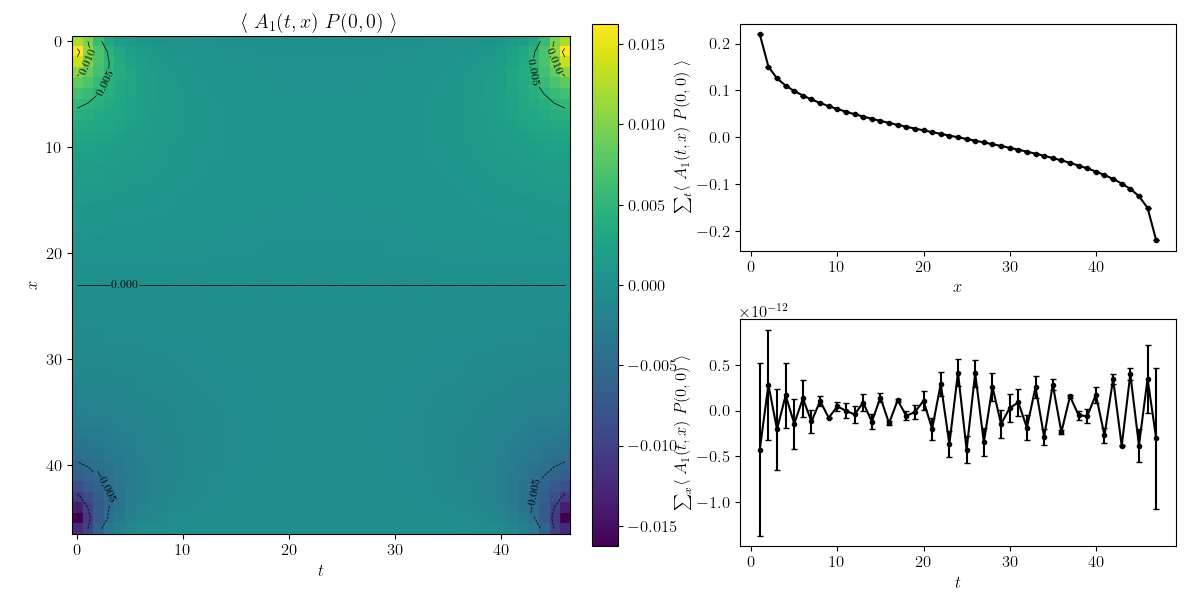 ⟨ A₁(t, x) P(0, 0) ⟩
0
10
20
30
40
x
0 10 20 30 40
t
0.010
0.005
0.010
0.005
0.000
−0.005
−0.005
0.015
0.010
0.005
0.000
−0.005
−0.010
−0.015
∑ₜ⟨ A₁(t, x) P(0, 0) ⟩
0.2
0.1
0.0
−0.1
−0.2
0 10 20 30 40
x
∑ₓ⟨ A₁(t, x) P(0, 0) ⟩
×10⁻¹²
0.5
0.0
−0.5
−1.0
0 10 20 30 40
t